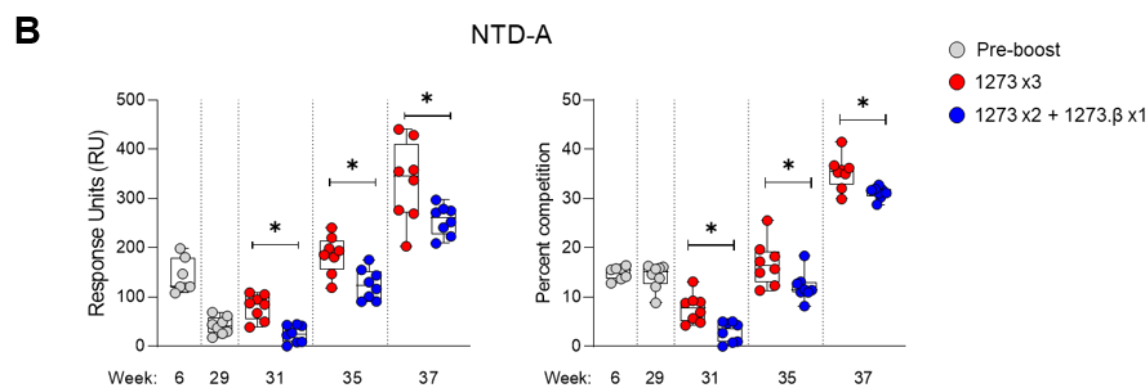 B
NTD-A
Pre-boost
1273 x3
1273 x2 + 1273.β x1
Response Units (RU)
500
400
300
200
100
0
*
*
*
Week: 6 29 31 35 37
Percent competition
50
40
30
20
10
0
*
*
*
Week: 6 29 31 35 37